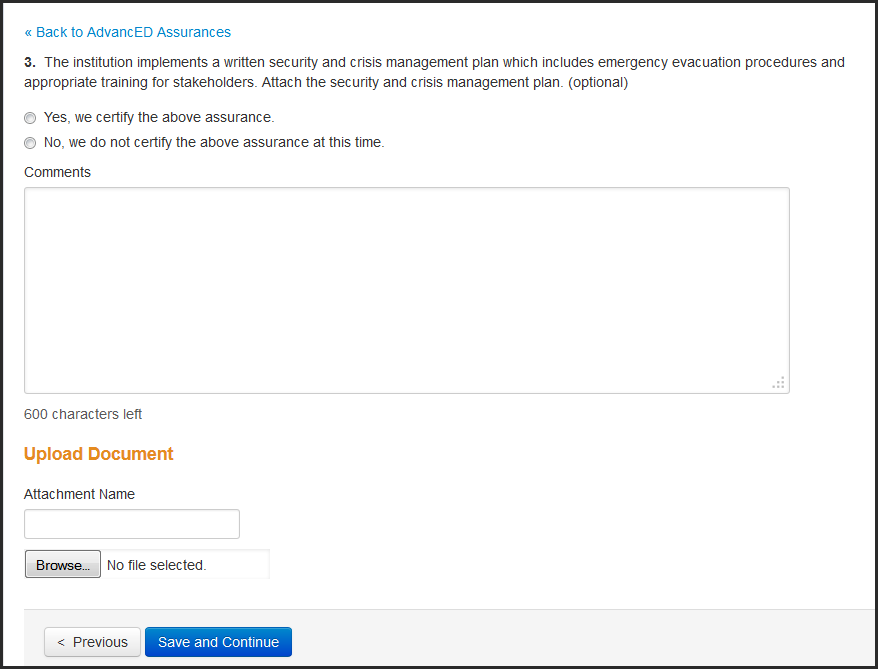 « Back to AdvancED Assurances
3. The institution implements a written security and crisis management plan which includes emergency evacuation procedures and
appropriate training for stakeholders. Attach the security and crisis management plan. (optional)
Yes, we certify the above assurance.
No, we do not certify the above assurance at this time.
Comments
600 characters left
Upload Document
Attachment Name
Browse... No file selected.
< Previous Save and Continue